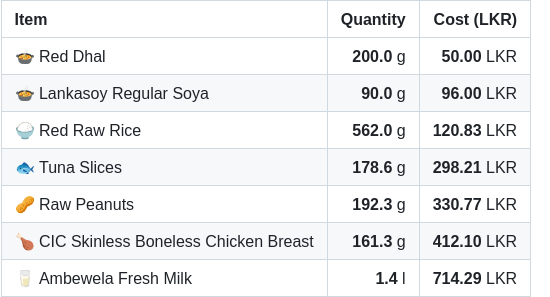 Item Quantity Cost (LKR)
🍲 Red Dhal 200.0 g 50.00 LKR
🍲 Lankasoy Regular Soya 90.0 g 96.00 LKR
🍚 Red Raw Rice 562.0 g 120.83 LKR
🐟 Tuna Slices 178.6 g 298.21 LKR
🥜 Raw Peanuts 192.3 g 330.77 LKR
🍗 CIC Skinless Boneless Chicken Breast 161.3 g 412.10 LKR
🥛 Ambewela Fresh Milk 1.4 l 714.29 LKR